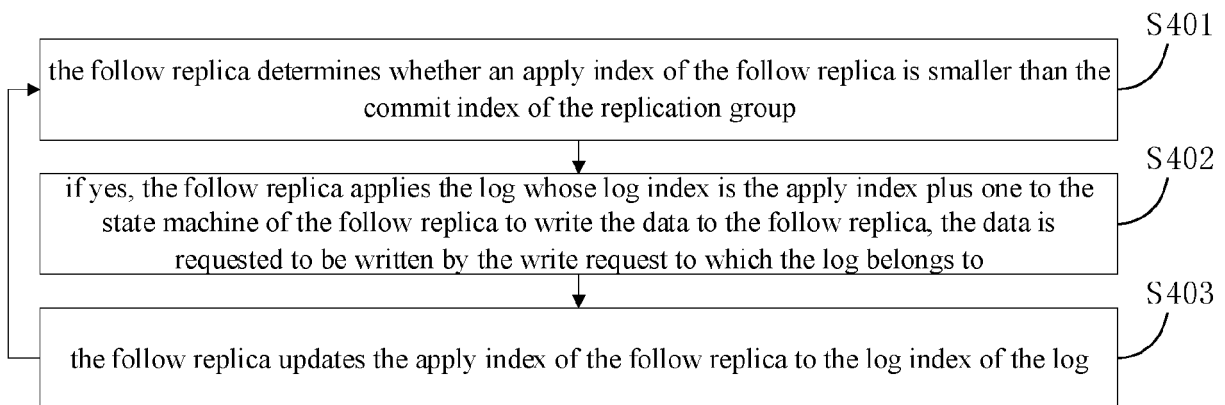 S401
the follow replica determines whether an apply index of the follow replica is smaller than the
commit index of the replication group
S402
if yes, the follow replica applies the log whose log index is the apply index plus one to the
state machine of the follow replica to write the data to the follow replica, the data is
requested to be written by the write request to which the log belongs to
S403
the follow replica updates the apply index of the follow replica to the log index of the log